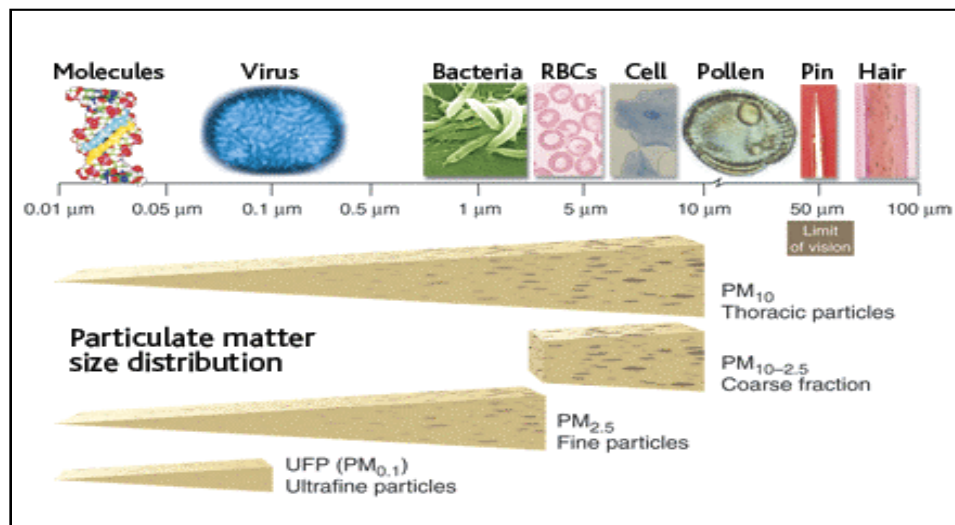 Molecules Virus Bacteria RBCs Cell Pollen Pin Hair
0.01 µm 0.05 µm 0.1 µm 0.5 µm 1 µm 5 µm 10 µm 50 µm 100 µm
Limit
of vision
PM10
Thoracic particles
Particulate matter
size distribution
PM10–2.5
Coarse fraction
PM2.5
Fine particles
UFP (PM0.1)
Ultrafine particles